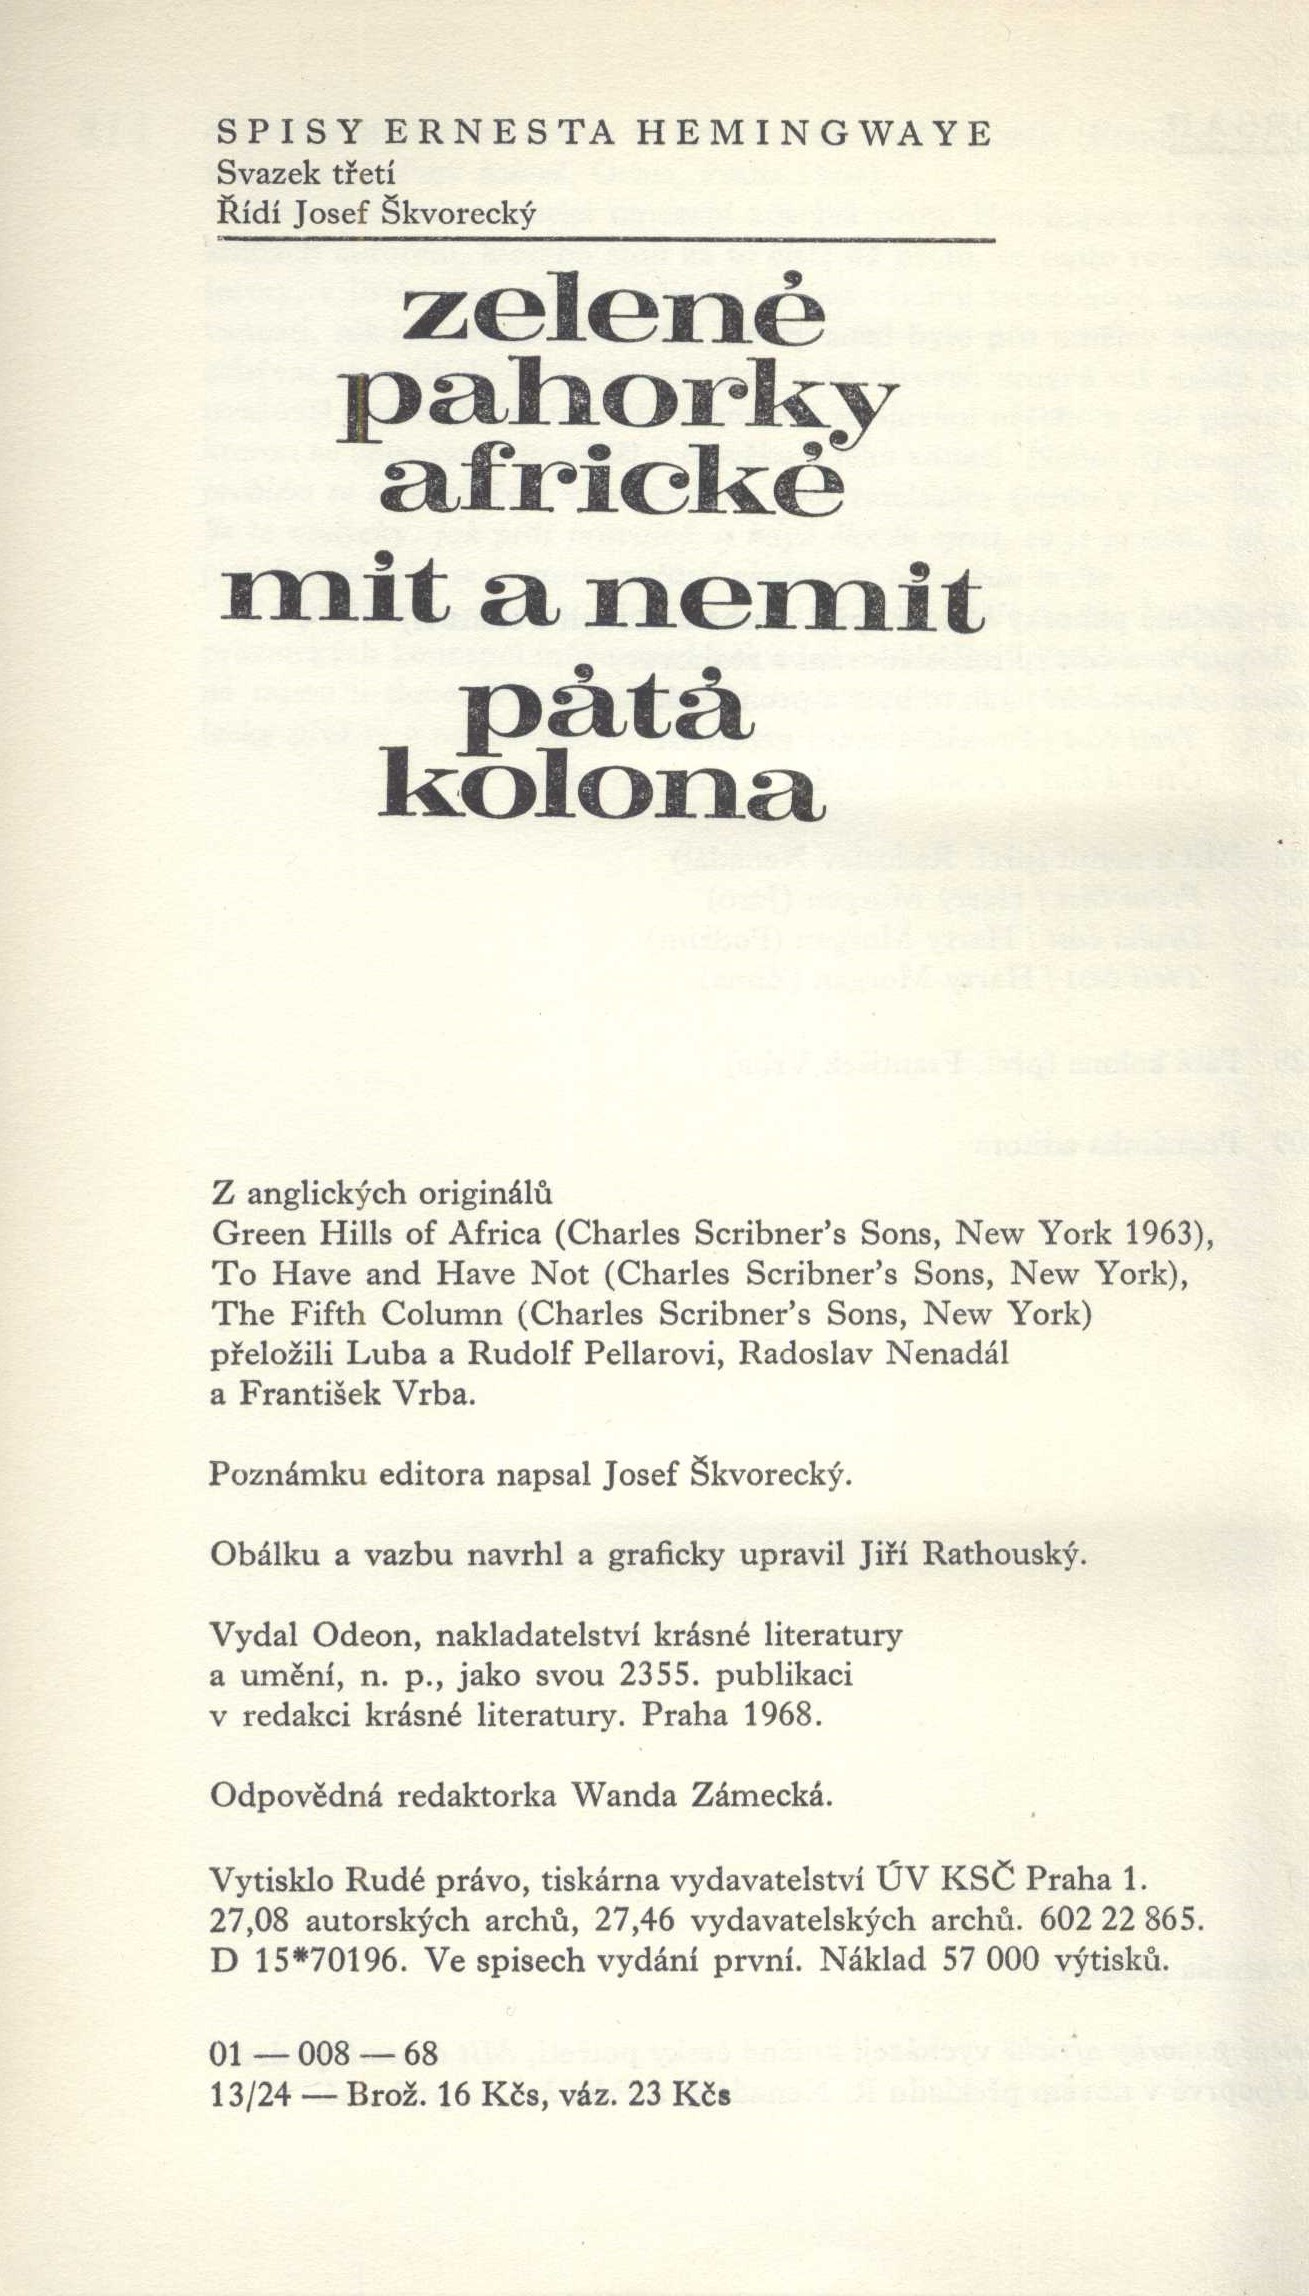 SPISY ERNESTA HEMINGWAYE
Svazek třetí
Řídí Josef Škvorecký
zelené
pahorky
africké
mít a nemít
pátá
kolona
Z anglických originálů
Green Hills of Africa (Charles Scribner’s Sons, New York 1963),
To Have and Have Not (Charles Scribner’s Sons, New York),
The Fifth Column (Charles Scribner’s Sons, New York)
přeložili Luba a Rudolf Pellarovi, Radoslav Nenadál
a František Vrba.
Poznámku editora napsal Josef Škvorecký.
Obálku a vazbu navrhl a graficky upravil Jiří Rathouský.
Vydal Odeon, nakladatelství krásné literatury
a umění, n. p., jako svou 2355. publikaci
v redakci krásné literatury. Praha 1968.
Odpovědná redaktorka Wanda Zámecká.
Vytisklo Rudé právo, tiskárna vydavatelství ÚV KSČ Praha 1.
27,08 autorských archů, 27,46 vydavatelských archů. 602 22 865.
D 15*70196. Ve spisech vydání první. Náklad 57 000 výtisků.
01 — 008 — 68
13/24 — Brož. 16 Kčs, váz. 23 Kčs